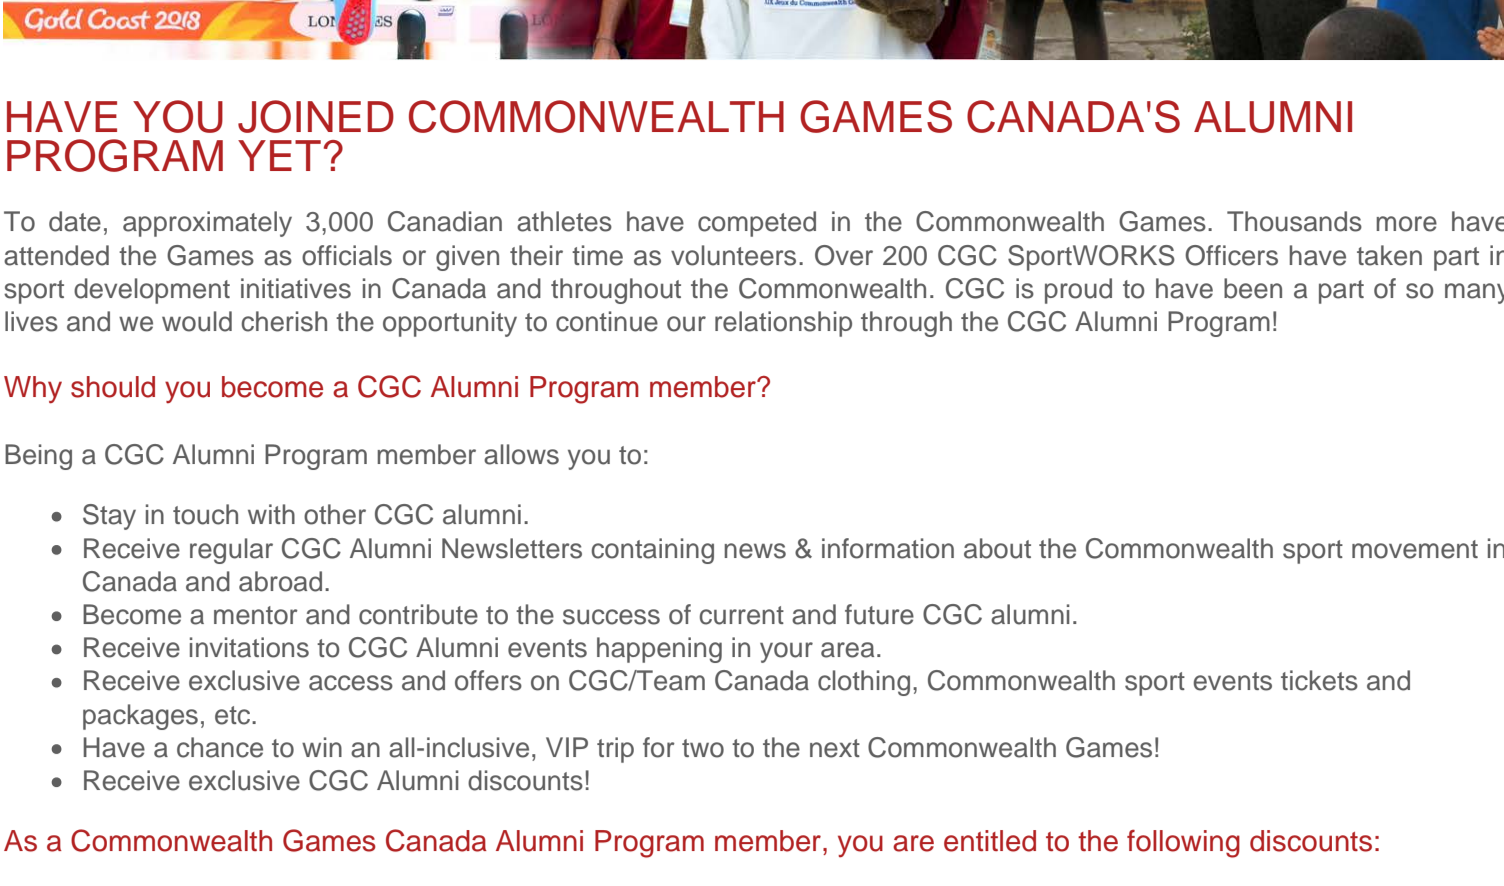 Gold Coast 2018
XIX Jeux du Commonwealth
HAVE YOU JOINED COMMONWEALTH GAMES CANADA'S ALUMNI
PROGRAM YET?
To date, approximately 3,000 Canadian athletes have competed in the Commonwealth Games. Thousands more have
attended the Games as officials or given their time as volunteers. Over 200 CGC SportWORKS Officers have taken part in
sport development initiatives in Canada and throughout the Commonwealth. CGC is proud to have been a part of so many
lives and we would cherish the opportunity to continue our relationship through the CGC Alumni Program!
Why should you become a CGC Alumni Program member?
Being a CGC Alumni Program member allows you to:
• Stay in touch with other CGC alumni.
• Receive regular CGC Alumni Newsletters containing news & information about the Commonwealth sport movement in
Canada and abroad.
• Become a mentor and contribute to the success of current and future CGC alumni.
• Receive invitations to CGC Alumni events happening in your area.
• Receive exclusive access and offers on CGC/Team Canada clothing, Commonwealth sport events tickets and
packages, etc.
• Have a chance to win an all-inclusive, VIP trip for two to the next Commonwealth Games!
• Receive exclusive CGC Alumni discounts!
As a Commonwealth Games Canada Alumni Program member, you are entitled to the following discounts: